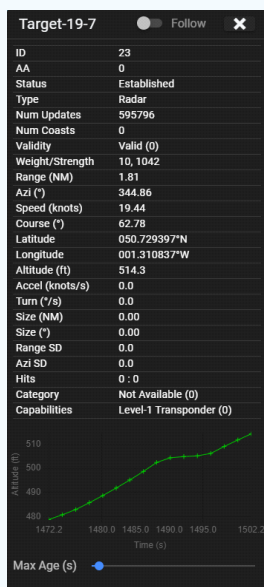 Target-19-7 Follow
ID 23
AA 0
Status Established
Type Radar
Num Updates 595796
Num Coasts 0
Validity Valid (0)
Weight/Strength 10, 1042
Range (NM) 1.81
Azi (°) 344.86
Speed (knots) 19.44
Course (°) 62.78
Latitude 050.729397°N
Longitude 001.310837°W
Altitude (ft) 514.3
Accel (knots/s) 0.0
Turn (°/s) 0.0
Size (NM) 0.00
Size (°) 0.00
Range SD 0.0
Azi SD 0.0
Hits 0 : 0
Category Not Available (0)
Capabilities Level-1 Transponder (0)
Altitude (ft)
510
500
490
480
1472.2 1480.0 1485.0 1490.0 1495.0 1502.2
Time (s)
Max Age (s)